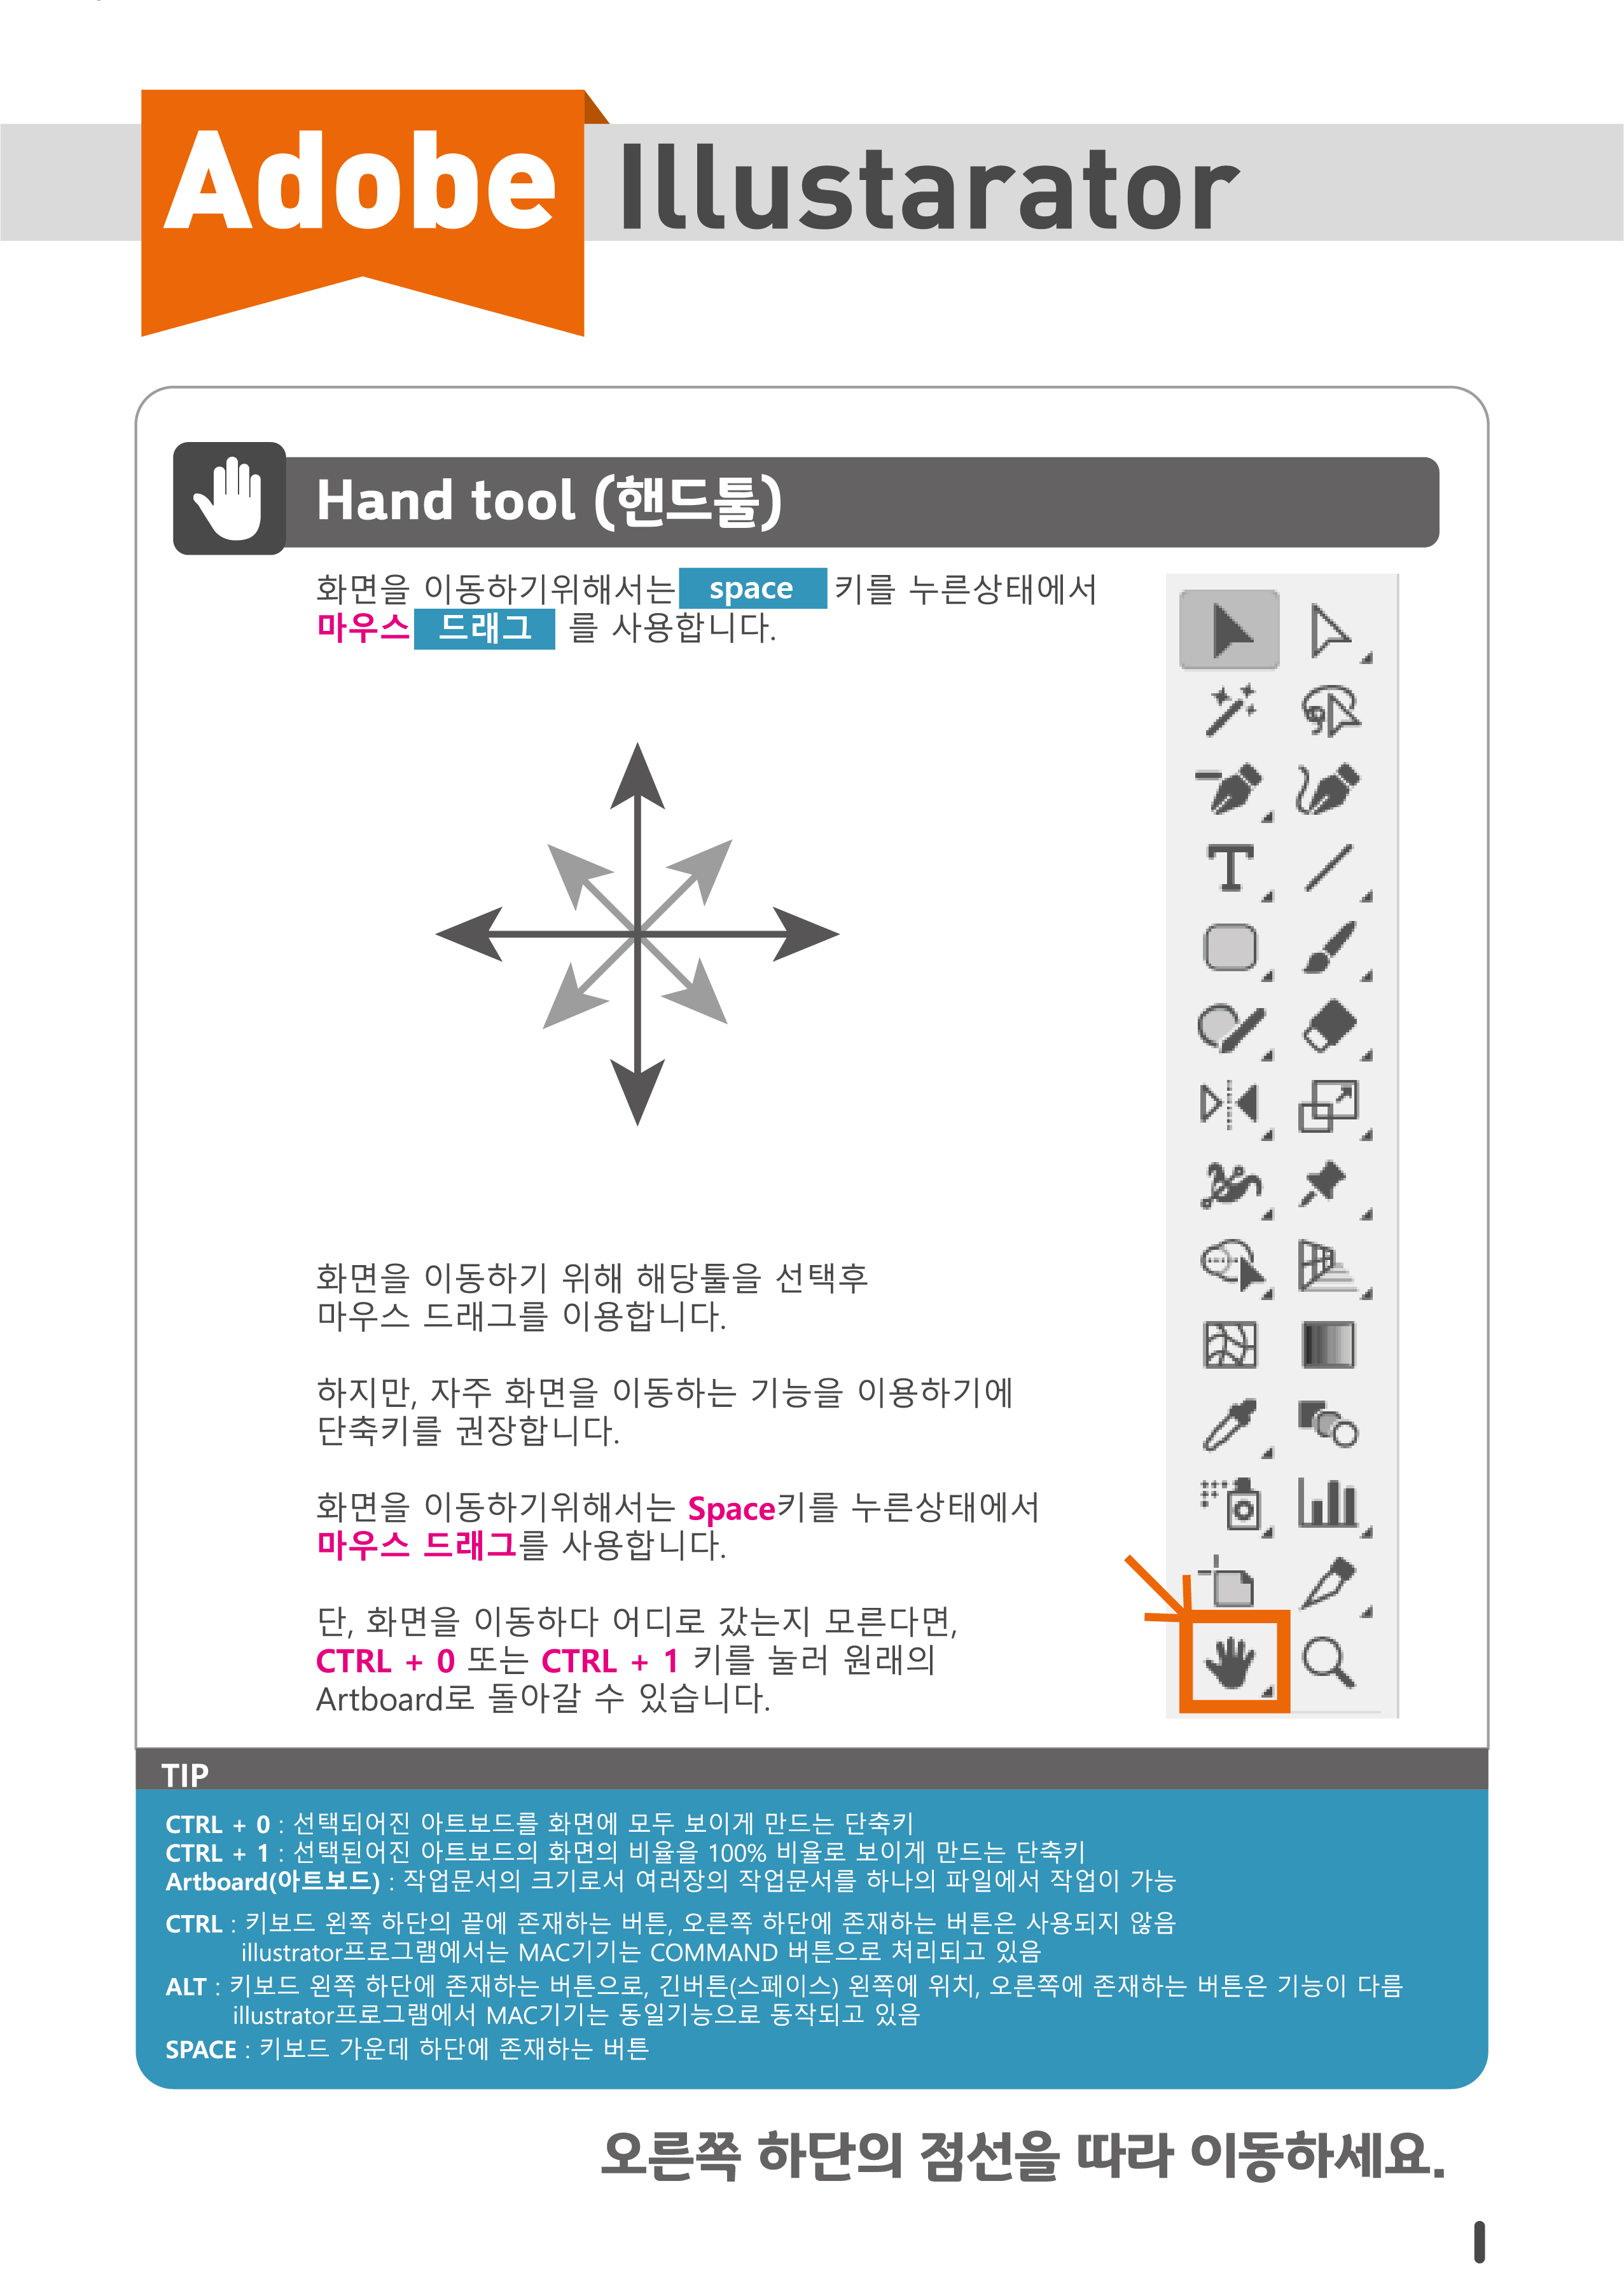 Adobe Illustarator
Hand tool (핸드툴)
화면을 이동하기위해서는 space 키를 누른상태에서
마우스 드래그 를 사용합니다.
화면을 이동하기 위해 해당툴을 선택후
마우스 드래그를 이용합니다.
하지만, 자주 화면을 이동하는 기능을 이용하기에
단축키를 권장합니다.
화면을 이동하기위해서는 Space키를 누른상태에서
마우스 드래그를 사용합니다.
단, 화면을 이동하다 어디로 갔는지 모른다면,
CTRL + 0 또는 CTRL + 1 키를 눌러 원래의
Artboard로 돌아갈 수 있습니다.
TIP
CTRL + 0 : 선택되어진 아트보드를 화면에 모두 보이게 만드는 단축키
CTRL + 1 : 선택된어진 아트보드의 화면의 비율을 100% 비율로 보이게 만드는 단축키
Artboard(아트보드) : 작업문서의 크기로서 여러장의 작업문서를 하나의 파일에서 작업이 가능
CTRL : 키보드 왼쪽 하단의 끝에 존재하는 버튼, 오른쪽 하단에 존재하는 버튼은 사용되지 않음
illustrator프로그램에서는 MAC기기는 COMMAND 버튼으로 처리되고 있음
ALT : 키보드 왼쪽 하단에 존재하는 버튼으로, 긴버튼(스페이스) 왼쪽에 위치, 오른쪽에 존재하는 버튼은 기능이 다름
illustrator프로그램에서 MAC기기는 동일기능으로 동작되고 있음
SPACE : 키보드 가운데 하단에 존재하는 버튼
오른쪽 하단의 점선을 따라 이동하세요.